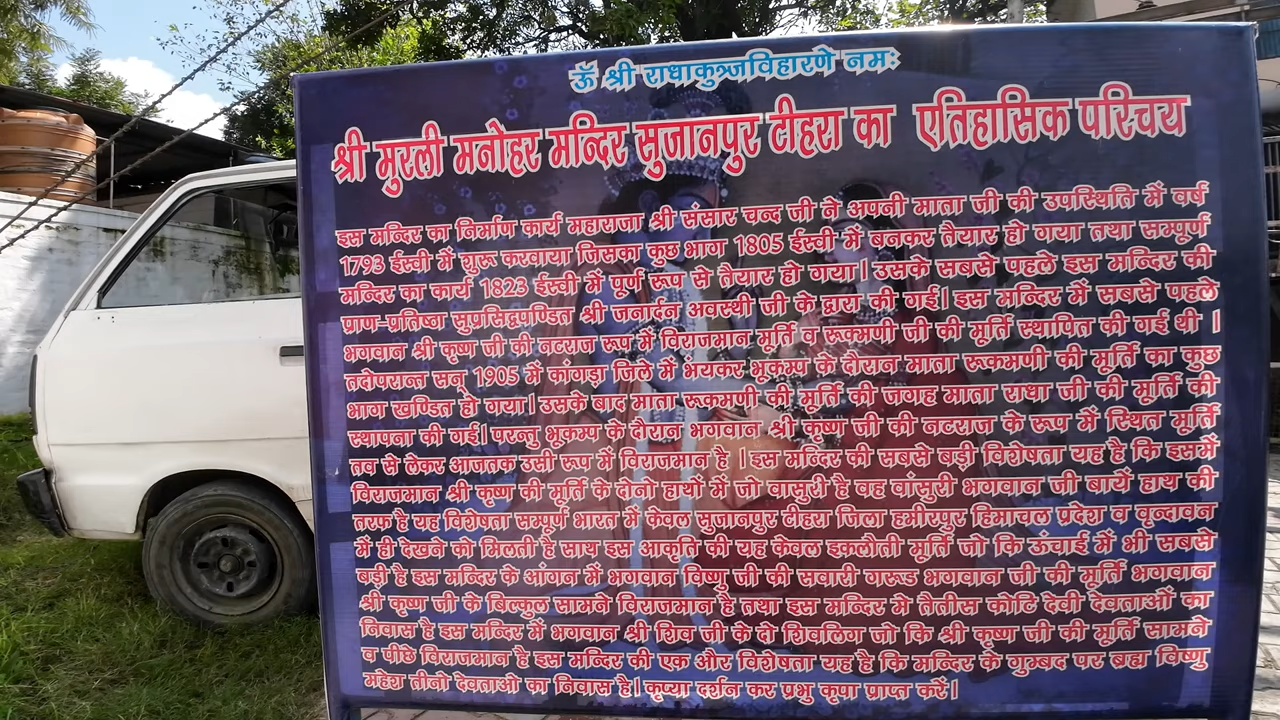 ॐ श्री राधाकुञ्जविहारणे नमः
श्री मुरली मनोहर मन्दिर सुजानपुर टीहरा का एतिहासिक परिचय
इस मन्दिर का निर्माण कार्य महाराजा श्री संसार चन्द जी ने अपनी माता जी की उपस्थिति में वर्ष
1793 ईस्वी में शुरू करवाया जिसका कुछ भाग 1805 ईस्वी में बनकर तैयार हो गया तथा सम्पूर्ण
मन्दिर का कार्य 1823 ईस्वी में पूर्ण रूप से तैयार हो गया। उसके सबसे पहले इस मन्दिर की
प्राण-प्रतिष्ठा सुप्रसिद्वपण्डित श्री जनार्दन अवस्थी जी के द्वारा की गई। इस मन्दिर में सबसे पहले
भगवान श्री कृष्ण जी की नटराज रूप में विराजमान मूर्ति व रूक्मणी जी की मूर्ति स्थापित की गई थी ।
तदोपरान्त सन् 1905 में कांगड़ा जिले में भंयकर भूकम्प के दौरान माता रूकमणी की मूर्ति का कुछ
भाग खण्डित हो गया। उसके बाद माता रूकमणी की मूर्ति की जगह माता राधा जी की मूर्ति की
स्थापना की गई। परन्तु भूकम्प के दौरान भगवान श्री कृष्ण जी की नटराज के रूप में स्थित मूर्ति
तव से लेकर आजतक उसी रूप में विराजमान है ।इस मन्दिर की सबसे बड़ी विशेषता यह है कि इसमें
विराजमान श्री कृष्ण की मूर्ति के दोनो हाथों में जो वासुरी है वह वांसुरी भगवान जी बायें हाथ की
तरफ है यह विशेषता सम्पूर्ण भारत में केवल सुजानपुर टीहरा जिला हमीरपुर हिमाचल प्रदेश व वृन्दावन
में ही देखने को मिलती है साथ इस आकृति की यह केवल इकलौती मूर्ति जो कि ऊंचाई में भी सबसे
बड़ी है इस मन्दिर के आंगन में भगवान विष्णु जी की सवारी गरूड भगवान जी की मूर्ति भगवान
श्री कृष्ण जी के बिल्कुल सामने विराजमान है तथा इस मन्दिर मे तैतीस कोटि देवी देवताओं का
निवास है इस मन्दिर में भगवान श्री शिव जी के दो शिवलिग जो कि श्री कृष्ण जी की मूर्ति सामने
व पीछे विराजमान है इस मन्दिर की एक और विशेषता यह है कि मन्दिर के गुम्बद पर ब्रह्म विष्णु
महेश तीनो देवताओ का निवास है। कृप्या दर्शन कर प्रभु कृपा प्राप्त करें।